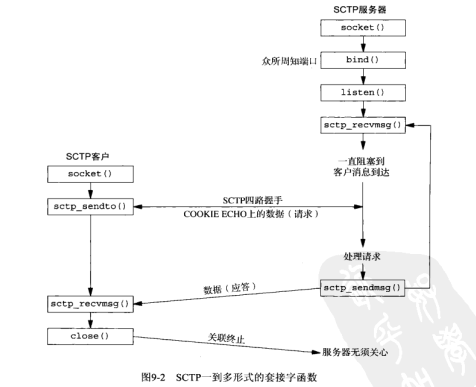 SCTP服务器
socket()
众所周知端口
bind()
listen()
sctp_recvmsg()
一直阻塞到
客户消息到达
SCTP客户
socket()
sctp_sendto()
SCTP四路握手
COOKIE ECHO上的数据（请求）
处理请求
sctp_sendmsg()
数据（应答）
sctp_recvmsg()
close()
关联终止
服务器无须关心
图9-2 SCTP一到多形式的套接字函数